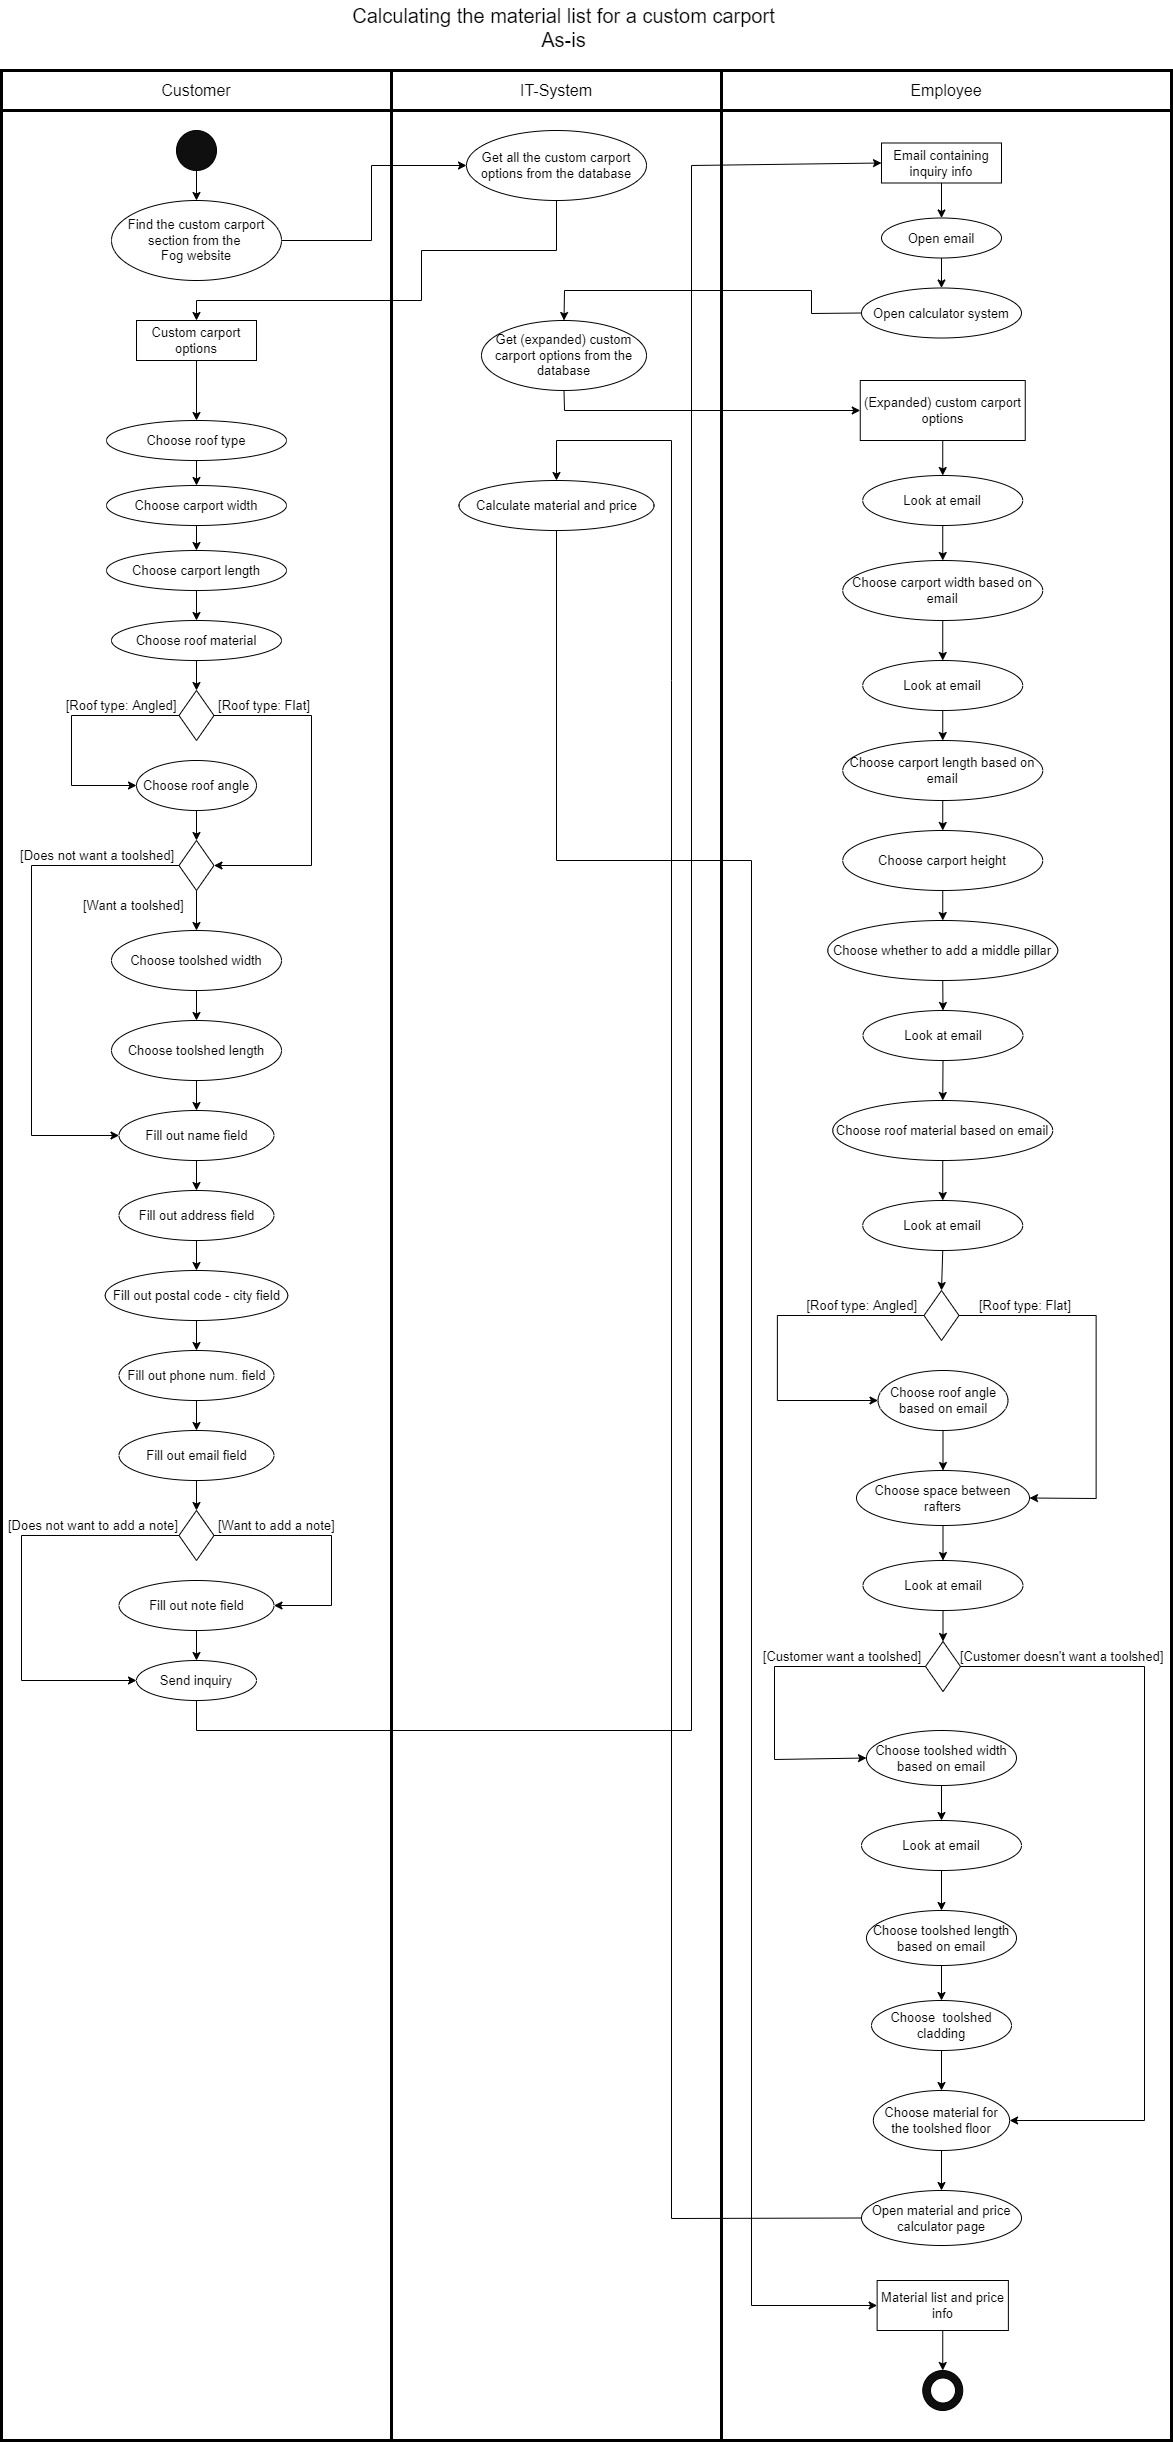 Calculating the material list for a custom carport
As-is
Customer
IT-System
Employee
Find the custom carport
section from the
Fog website
Custom carport
options
Choose roof type
Choose carport width
Choose carport length
Choose roof material
[Roof type: Angled]
[Roof type: Flat]
Choose roof angle
[Does not want a toolshed]
[Want a toolshed]
Choose toolshed width
Choose toolshed length
Fill out name field
Fill out address field
Fill out postal code - city field
Fill out phone num. field
Fill out email field
[Does not want to add a note]
[Want to add a note]
Fill out note field
Send inquiry
Get all the custom carport
options from the database
Get (expanded) custom
carport options from the
database
Calculate material and price
Email containing
inquiry info
Open email
Open calculator system
(Expanded) custom carport
options
Look at email
Choose carport width based on
email
Look at email
Choose carport length based on
email
Choose carport height
Choose whether to add a middle pillar
Look at email
Choose roof material based on email
Look at email
[Roof type: Angled]
[Roof type: Flat]
Choose roof angle
based on email
Choose space between
rafters
Look at email
[Customer want a toolshed]
[Customer doesn't want a toolshed]
Choose toolshed width
based on email
Look at email
Choose toolshed length
based on email
Choose  toolshed
cladding
Choose material for
the toolshed floor
Open material and price
calculator page
Material list and price
info